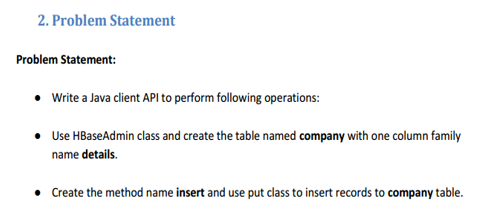 2. Problem Statement
Problem Statement:
● Write a Java client API to perform following operations:
● Use HBaseAdmin class and create the table named company with one column family
name details.
● Create the method name insert and use put class to insert records to company table.